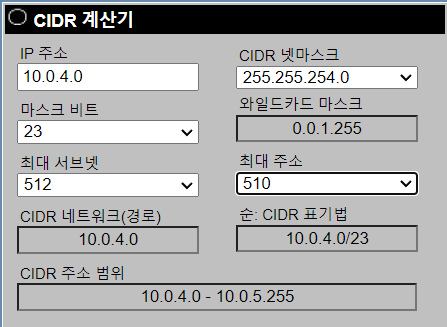 CIDR 계산기
IP 주소
CIDR 넷마스크
10.0.4.0
255.255.254.0
마스크 비트
와일드카드 마스크
23
0.0.1.255
최대 서브넷
최대 주소
512
510
CIDR 네트워크(경로)
순: CIDR 표기법
10.0.4.0
10.0.4.0/23
CIDR 주소 범위
10.0.4.0 - 10.0.5.255